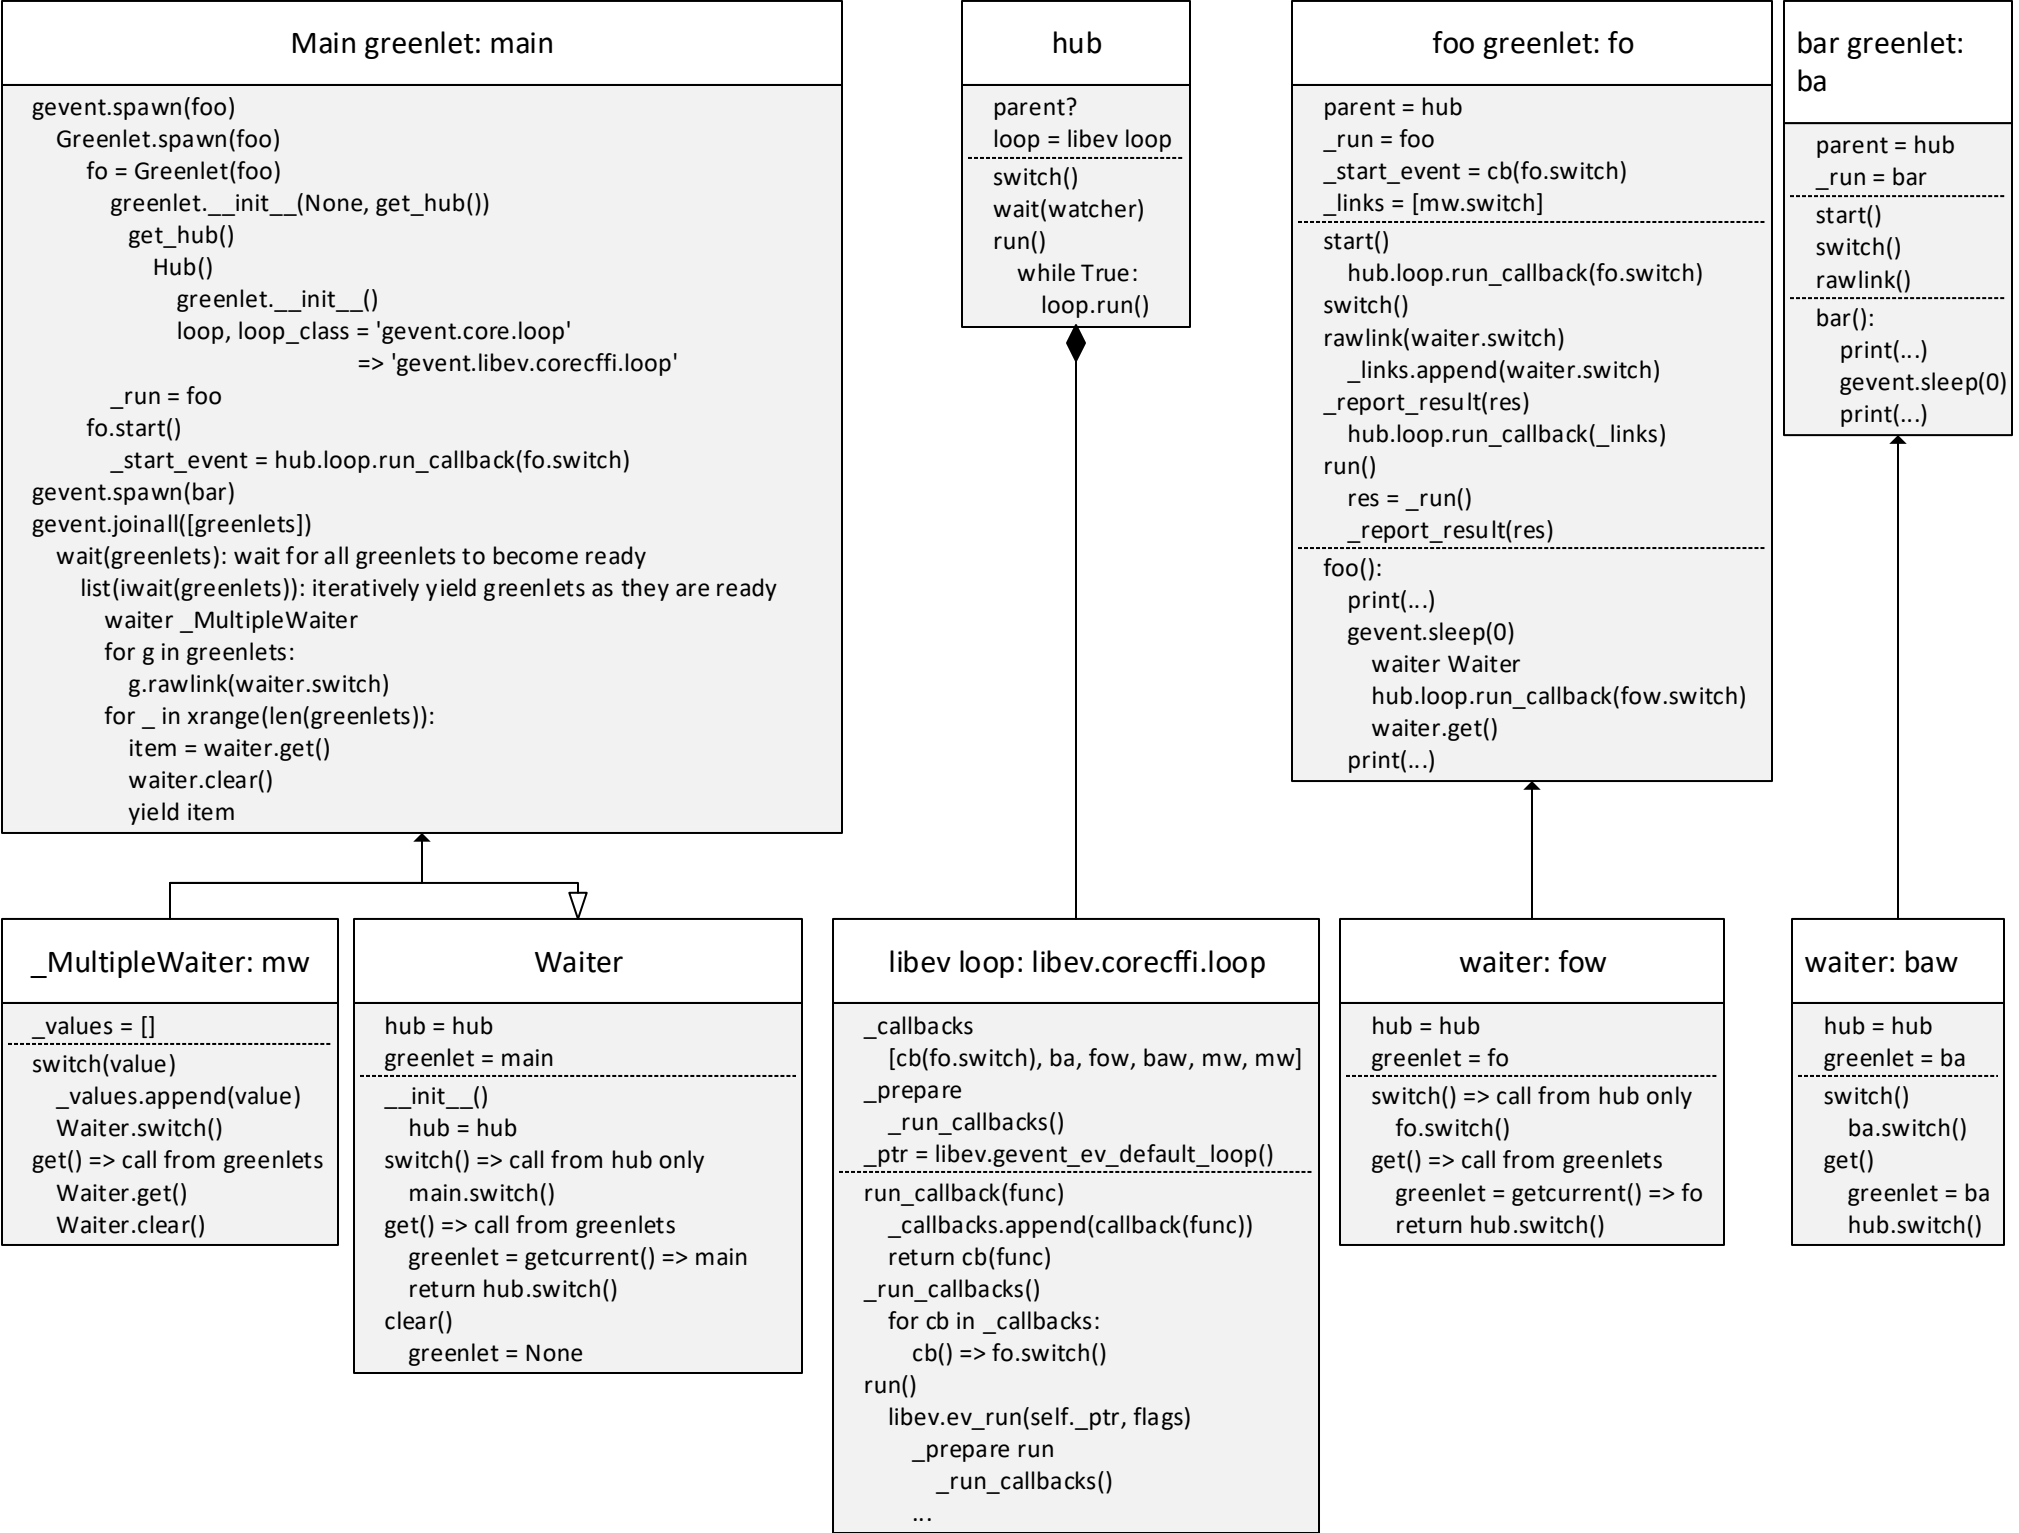 Main greenlet: main
gevent.spawn(foo)
Greenlet.spawn(foo)
fo = Greenlet(foo)
greenlet.__init__(None, get_hub())
get_hub()
Hub()
greenlet.__init__()
loop, loop_class = 'gevent.core.loop'
=> 'gevent.libev.corecffi.loop'
_run = foo
fo.start()
_start_event = hub.loop.run_callback(fo.switch)
gevent.spawn(bar)
gevent.joinall([greenlets])
wait(greenlets): wait for all greenlets to become ready
list(iwait(greenlets)): iteratively yield greenlets as they are ready
waiter _MultipleWaiter
for g in greenlets:
g.rawlink(waiter.switch)
for _ in xrange(len(greenlets)):
item = waiter.get()
waiter.clear()
yield item
hub
parent?
loop = libev loop
switch()
wait(watcher)
run()
while True:
loop.run()
foo greenlet: fo
parent = hub
_run = foo
_start_event = cb(fo.switch)
_links = [mw.switch]
start()
hub.loop.run_callback(fo.switch)
switch()
rawlink(waiter.switch)
_links.append(waiter.switch)
_report_result(res)
hub.loop.run_callback(_links)
run()
res = _run()
_report_result(res)
foo():
print(...)
gevent.sleep(0)
waiter Waiter
hub.loop.run_callback(fow.switch)
waiter.get()
print(...)
bar greenlet:
ba
parent = hub
_run = bar
start()
switch()
rawlink()
bar():
print(...)
gevent.sleep(0)
print(...)
_MultipleWaiter: mw
_values = []
switch(value)
_values.append(value)
Waiter.switch()
get() => call from greenlets
Waiter.get()
Waiter.clear()
Waiter
hub = hub
greenlet = main
__init__()
hub = hub
switch() => call from hub only
main.switch()
get() => call from greenlets
greenlet = getcurrent() => main
return hub.switch()
clear()
greenlet = None
libev loop: libev.corecffi.loop
_callbacks
[cb(fo.switch), ba, fow, baw, mw, mw]
_prepare
_run_callbacks()
_ptr = libev.gevent_ev_default_loop()
run_callback(func)
_callbacks.append(callback(func))
return cb(func)
_run_callbacks()
for cb in _callbacks:
cb() => fo.switch()
run()
libev.ev_run(self._ptr, flags)
_prepare run
_run_callbacks()
...
waiter: fow
hub = hub
greenlet = fo
switch() => call from hub only
fo.switch()
get() => call from greenlets
greenlet = getcurrent() => fo
return hub.switch()
waiter: baw
hub = hub
greenlet = ba
switch()
ba.switch()
get()
greenlet = ba
hub.switch()